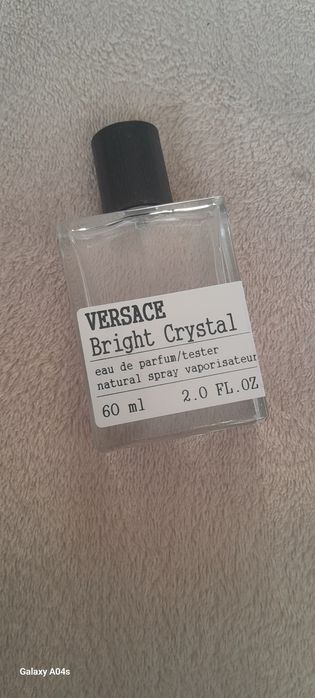 VERSACE
Bright Crystal
eau de parfum/tester
natural spray vaporisateur
60 ml 2.0 FL.OZ
Galaxy A04s